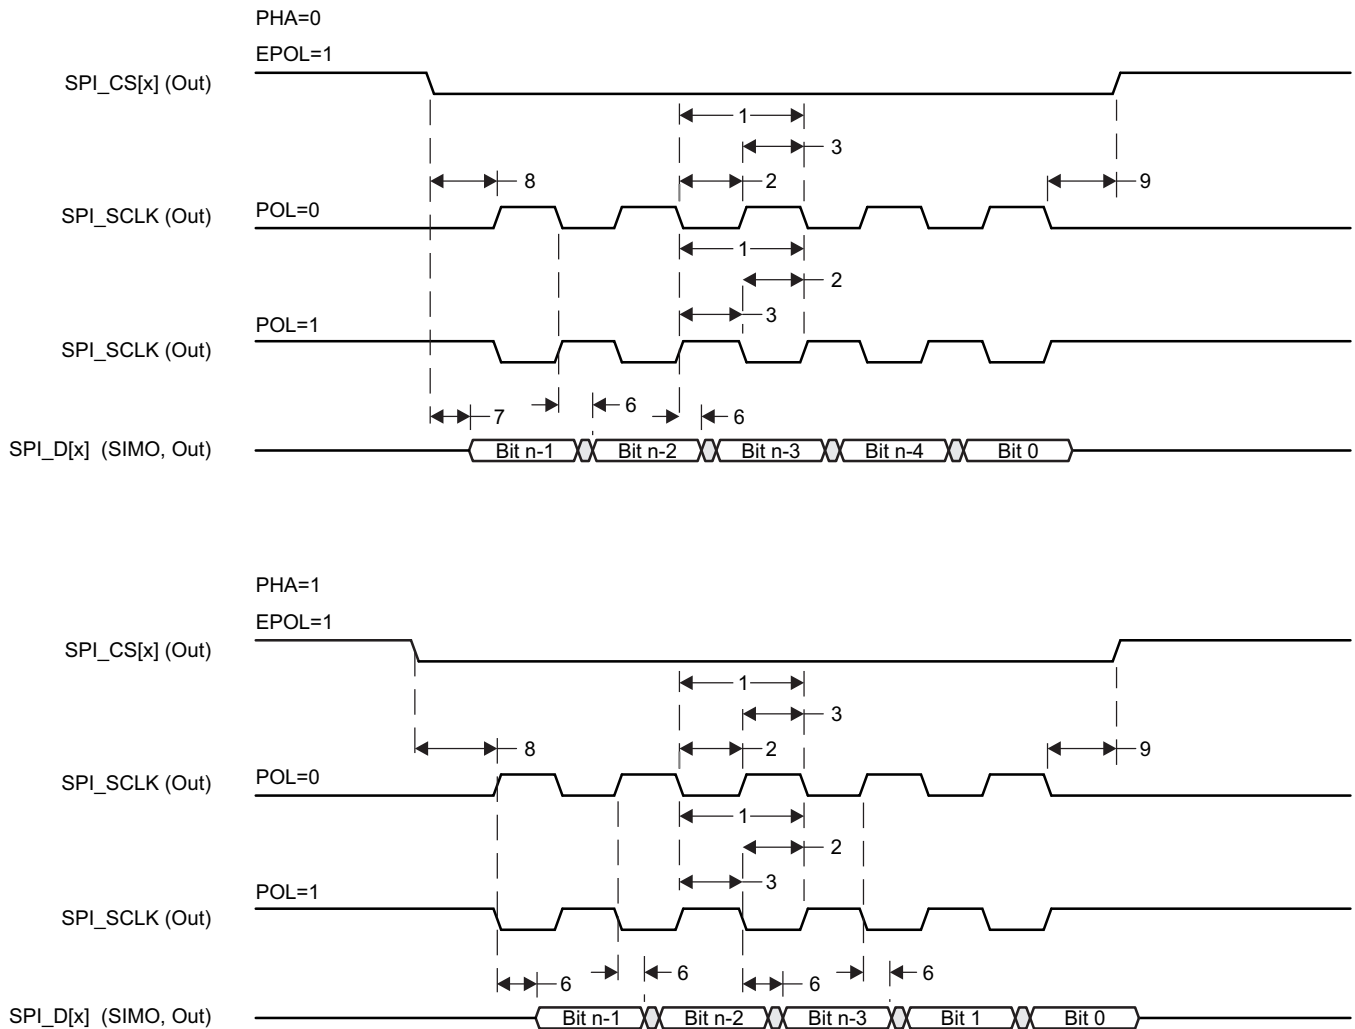 PHA=0
EPOL=1
SPI_CS[x] (Out)
1
3
8
2
9
SPI_SCLK (Out)
POL=0
1
2
3
POL=1
SPI_SCLK (Out)
6
7
6
SPI_D[x] (SIMO, Out)
Bit n-1 Bit n-2 Bit n-3 Bit n-4 Bit 0
PHA=1
EPOL=1
SPI_CS[x] (Out)
1
3
8
2
9
SPI_SCLK (Out)
POL=0
1
2
3
POL=1
SPI_SCLK (Out)
6
6
6
6
SPI_D[x] (SIMO, Out)
Bit n-1 Bit n-2 Bit n-3 Bit 1 Bit 0